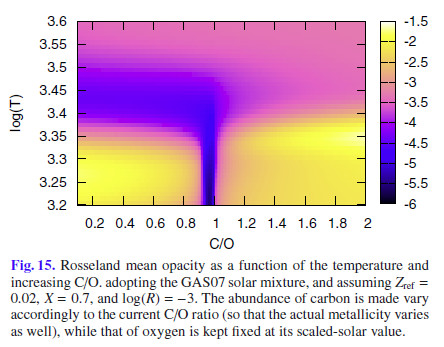 3.6
3.55
3.5
3.45
3.4
3.35
3.3
3.25
3.2
log(T)
0.2 0.4 0.6 0.8 1 1.2 1.4 1.6 1.8 2
C/O
-1.5
-2
-2.5
-3
-3.5
-4
-4.5
-5
-5.5
-6
Fig. 15. Rosseland mean opacity as a function of the temperature and
increasing C/O. adopting the GAS07 solar mixture, and assuming Zref =
0.02, X = 0.7, and log(R) = −3. The abundance of carbon is made vary
accordingly to the current C/O ratio (so that the actual metallicity varies
as well), while that of oxygen is kept fixed at its scaled-solar value.